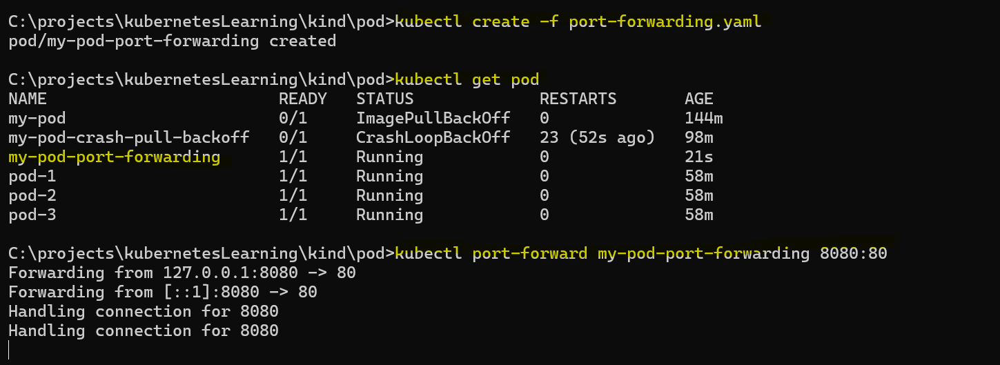 C:\projects\kubernetesLearning\kind\pod>kubectl create -f port-forwarding.yaml
pod/my-pod-port-forwarding created
C:\projects\kubernetesLearning\kind\pod>kubectl get pod
NAME READY STATUS RESTARTS AGE
my-pod 0/1 ImagePullBackOff 0 144m
my-pod-crash-pull-backoff 0/1 CrashLoopBackOff 23 (52s ago) 98m
my-pod-port-forwarding 1/1 Running 0 21s
pod-1 1/1 Running 0 58m
pod-2 1/1 Running 0 58m
pod-3 1/1 Running 0 58m
C:\projects\kubernetesLearning\kind\pod>kubectl port-forward my-pod-port-forwarding 8080:80
Forwarding from 127.0.0.1:8080 -> 80
Forwarding from [::1]:8080 -> 80
Handling connection for 8080
Handling connection for 8080